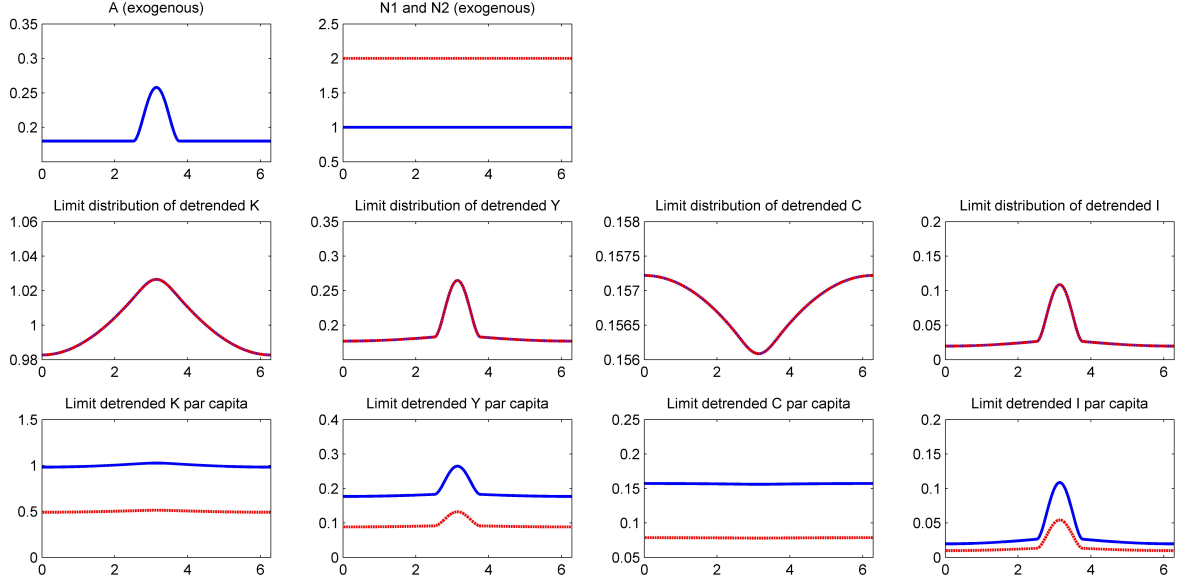 A (exogenous)
N1 and N2 (exogenous)
0.35
0.3
0.25
0.2
0 2 4 6
2.5
2
1.5
1
0.5
0 2 4 6
Limit distribution of detrended K
Limit distribution of detrended Y
Limit distribution of detrended C
Limit distribution of detrended I
1.06
1.04
1.02
1
0.98
0 2 4 6
0.35
0.3
0.25
0.2
0 2 4 6
0.158
0.1575
0.157
0.1565
0.156
0 2 4 6
0.2
0.15
0.1
0.05
0
0 2 4 6
Limit detrended K par capita
Limit detrended Y par capita
Limit detrended C par capita
Limit detrended I par capita
1.5
1
0.5
0
0 2 4 6
0.4
0.3
0.2
0.1
0
0 2 4 6
0.25
0.2
0.15
0.1
0.05
0 2 4 6
0.2
0.15
0.1
0.05
0
0 2 4 6